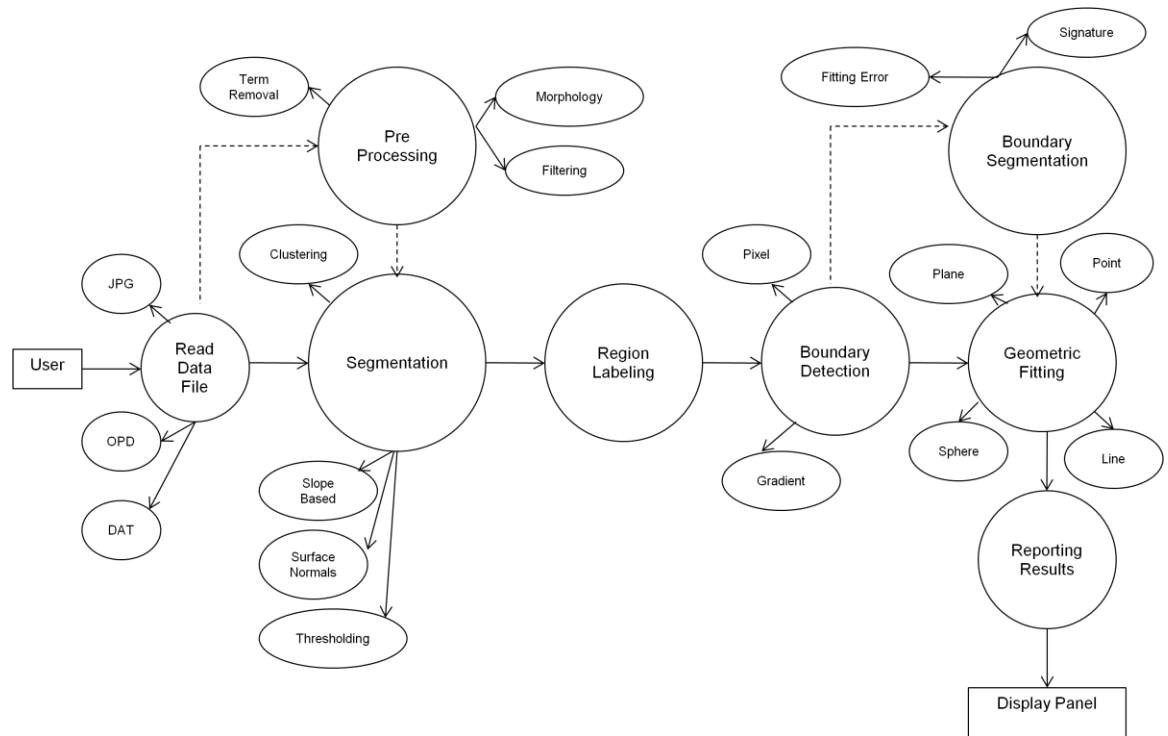 Signature
Fitting Error
Term
Removal
Morphology
Pre
Processing
Filtering
Boundary
Segmentation
Clustering
Pixel
Plane
Point
JPG
User
Read
Data
File
Segmentation
Region
Labeling
Boundary
Detection
Geometric
Fitting
OPD
DAT
Slope
Based
Surface
Normals
Thresholding
Gradient
Sphere
Line
Reporting
Results
Display Panel